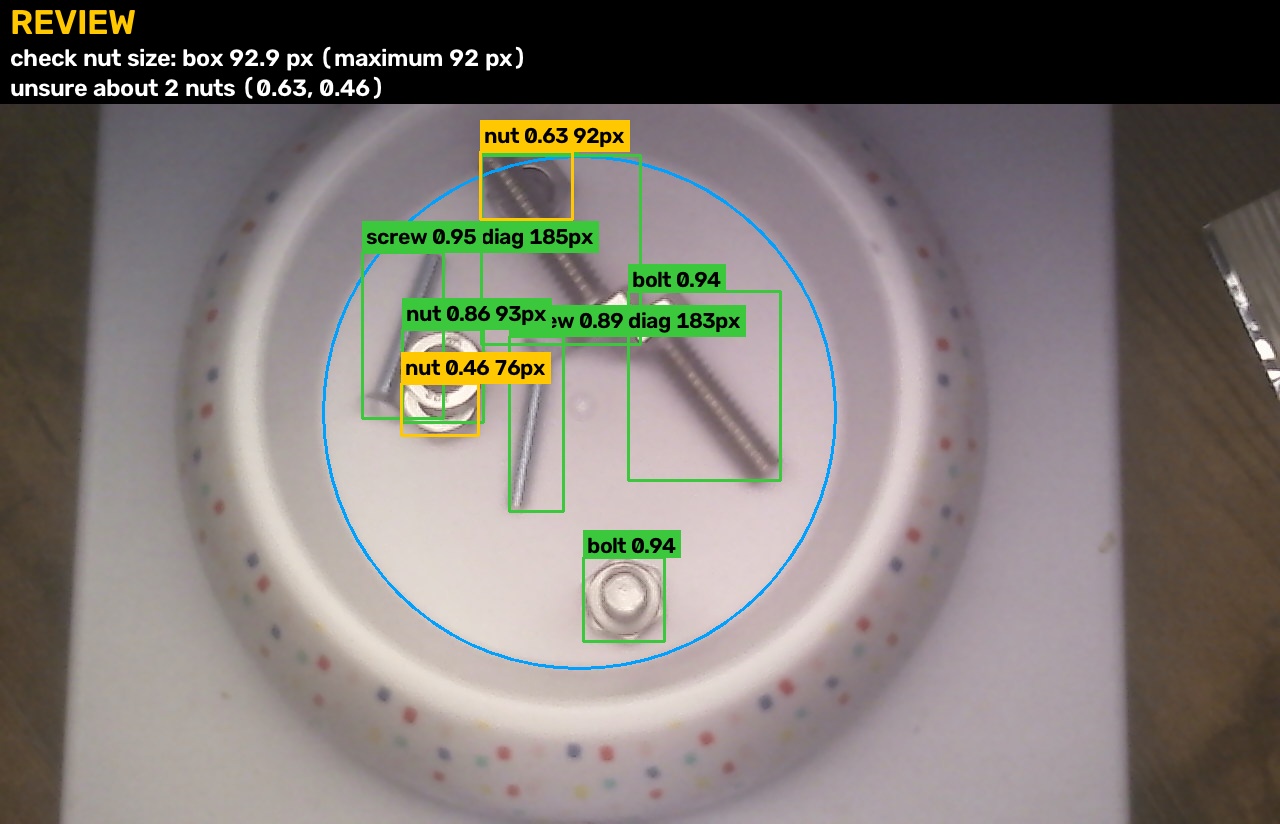 REVIEW
check nut size: box 92.9 px (maximum 92 px)
unsure about 2 nuts (0.63, 0.46)
nut 0.63 92px
screw 0.95 diag 185px
bolt 0.94
nut 0.86 93px
ew 0.89 diag 183px
nut 0.46 76px
bolt 0.94